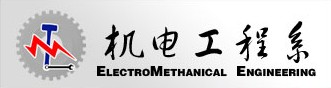 机电工程系
ELECTROMETHANICAL ENGINEERING